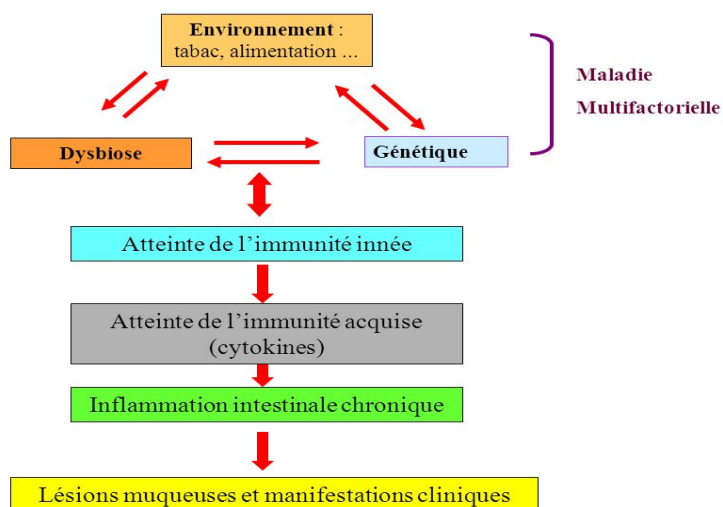 Environnement :
tabac, alimentation ...
Maladie
Multifactorielle
Dysbiose
Génétique
Atteinte de l'immunité innée
Atteinte de l'immunité acquise
(cytokines)
Inflammation intestinale chronique
Lésions muqueuses et manifestations cliniques